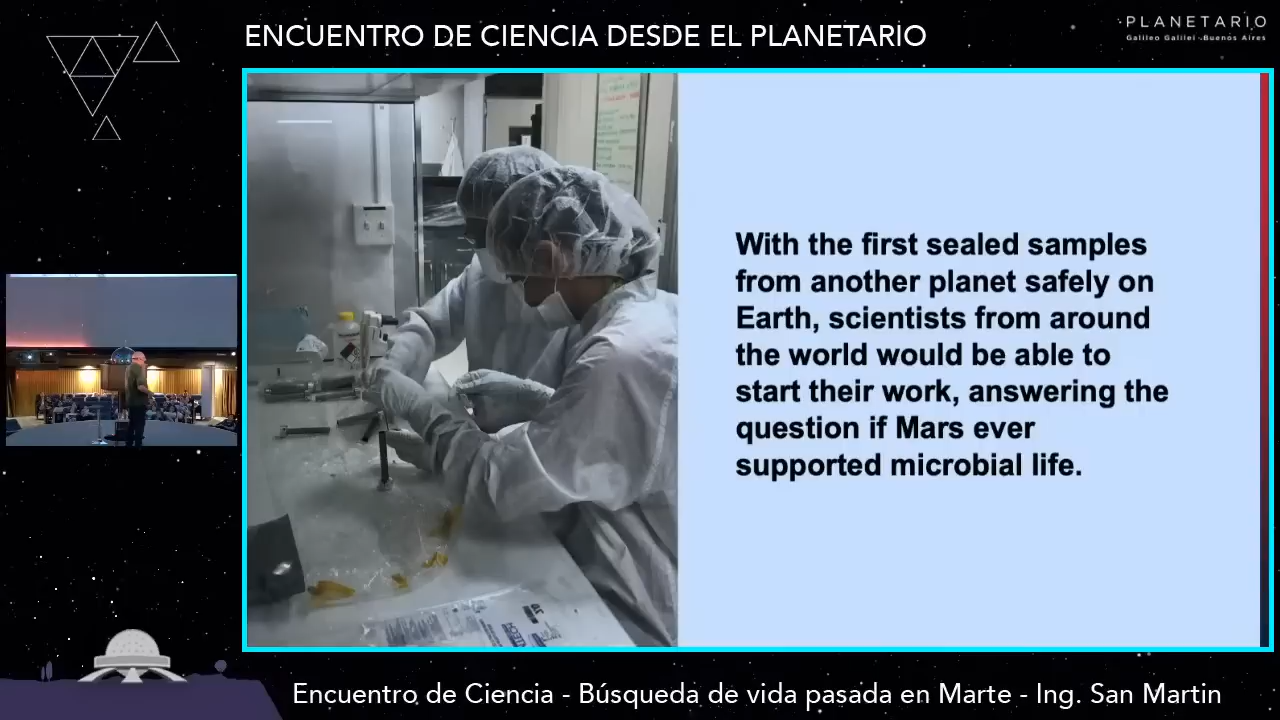 ENCUENTRO DE CIENCIA DESDE EL PLANETARIO
PLANETARIO
Galileo Galilei - Buenos Aires
With the first sealed samples
from another planet safely on
Earth, scientists from around
the world would be able to
start their work, answering the
question if Mars ever
supported microbial life.
Encuentro de Ciencia - Búsqueda de vida pasada en Marte - Ing. San Martin